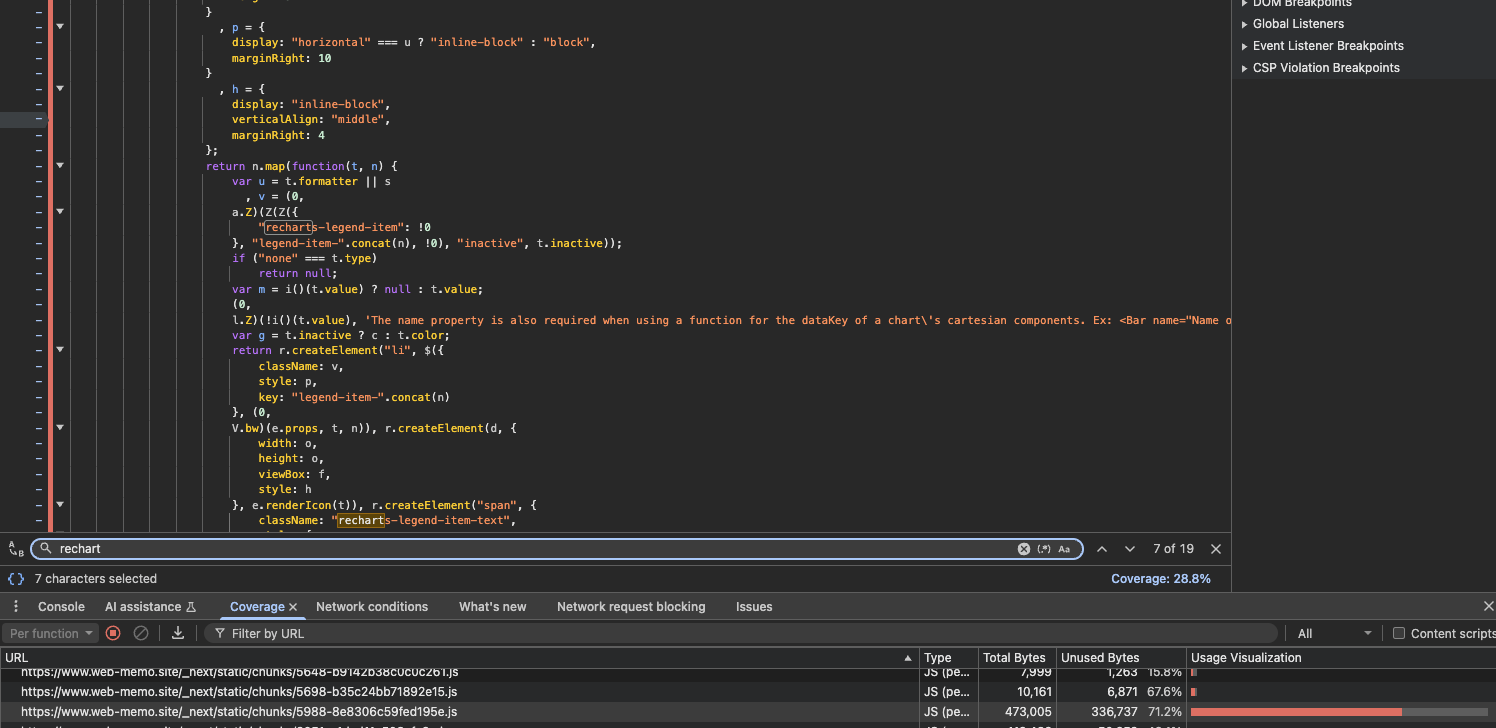 }
, p = {
display: "horizontal" === u ? "inline-block" : "block",
marginRight: 10
}
, h = {
display: "inline-block",
verticalAlign: "middle",
marginRight: 4
};
return n.map(function(t, n) {
var u = t.formatter || s
, v = (0,
a.Z)(Z(Z({
"recharts-legend-item": !0
}, "legend-item-".concat(n), !0), "inactive", t.inactive));
if ("none" === t.type)
return null;
var m = i()(t.value) ? null : t.value;
(0,
l.Z)(!i()(t.value), 'The name property is also required when using a function for the dataKey of a chart\'s cartesian components. Ex: <Bar name="Name o
var g = t.inactive ? c : t.color;
return r.createElement("li", $({
className: v,
style: p,
key: "legend-item-".concat(n)
}, (0,
V.bw)(e.props, t, n)), r.createElement(d, {
width: o,
height: o,
viewBox: f,
style: h
}, e.renderIcon(t)), r.createElement("span", {
className: "recharts-legend-item-text",
DOM Breakpoints
Global Listeners
Event Listener Breakpoints
CSP Violation Breakpoints
A B rechart (.*) Aa 7 of 19
{} 7 characters selected Coverage: 28.8%
Console AI assistance Coverage Network conditions What's new Network request blocking Issues
Per function Filter by URL All Content scripts
URL Type Total Bytes Unused Bytes Usage Visualization
https://www.web-memo.site/_next/static/chunks/5648-b9142b38c0c0c261.js JS (pe... 7,999 1,263 15.8%
https://www.web-memo.site/_next/static/chunks/5698-b35c24bb71892e15.js JS (pe... 10,161 6,871 67.6%
https://www.web-memo.site/_next/static/chunks/5988-8e8306c59fed195e.js JS (pe... 473,005 336,737 71.2%